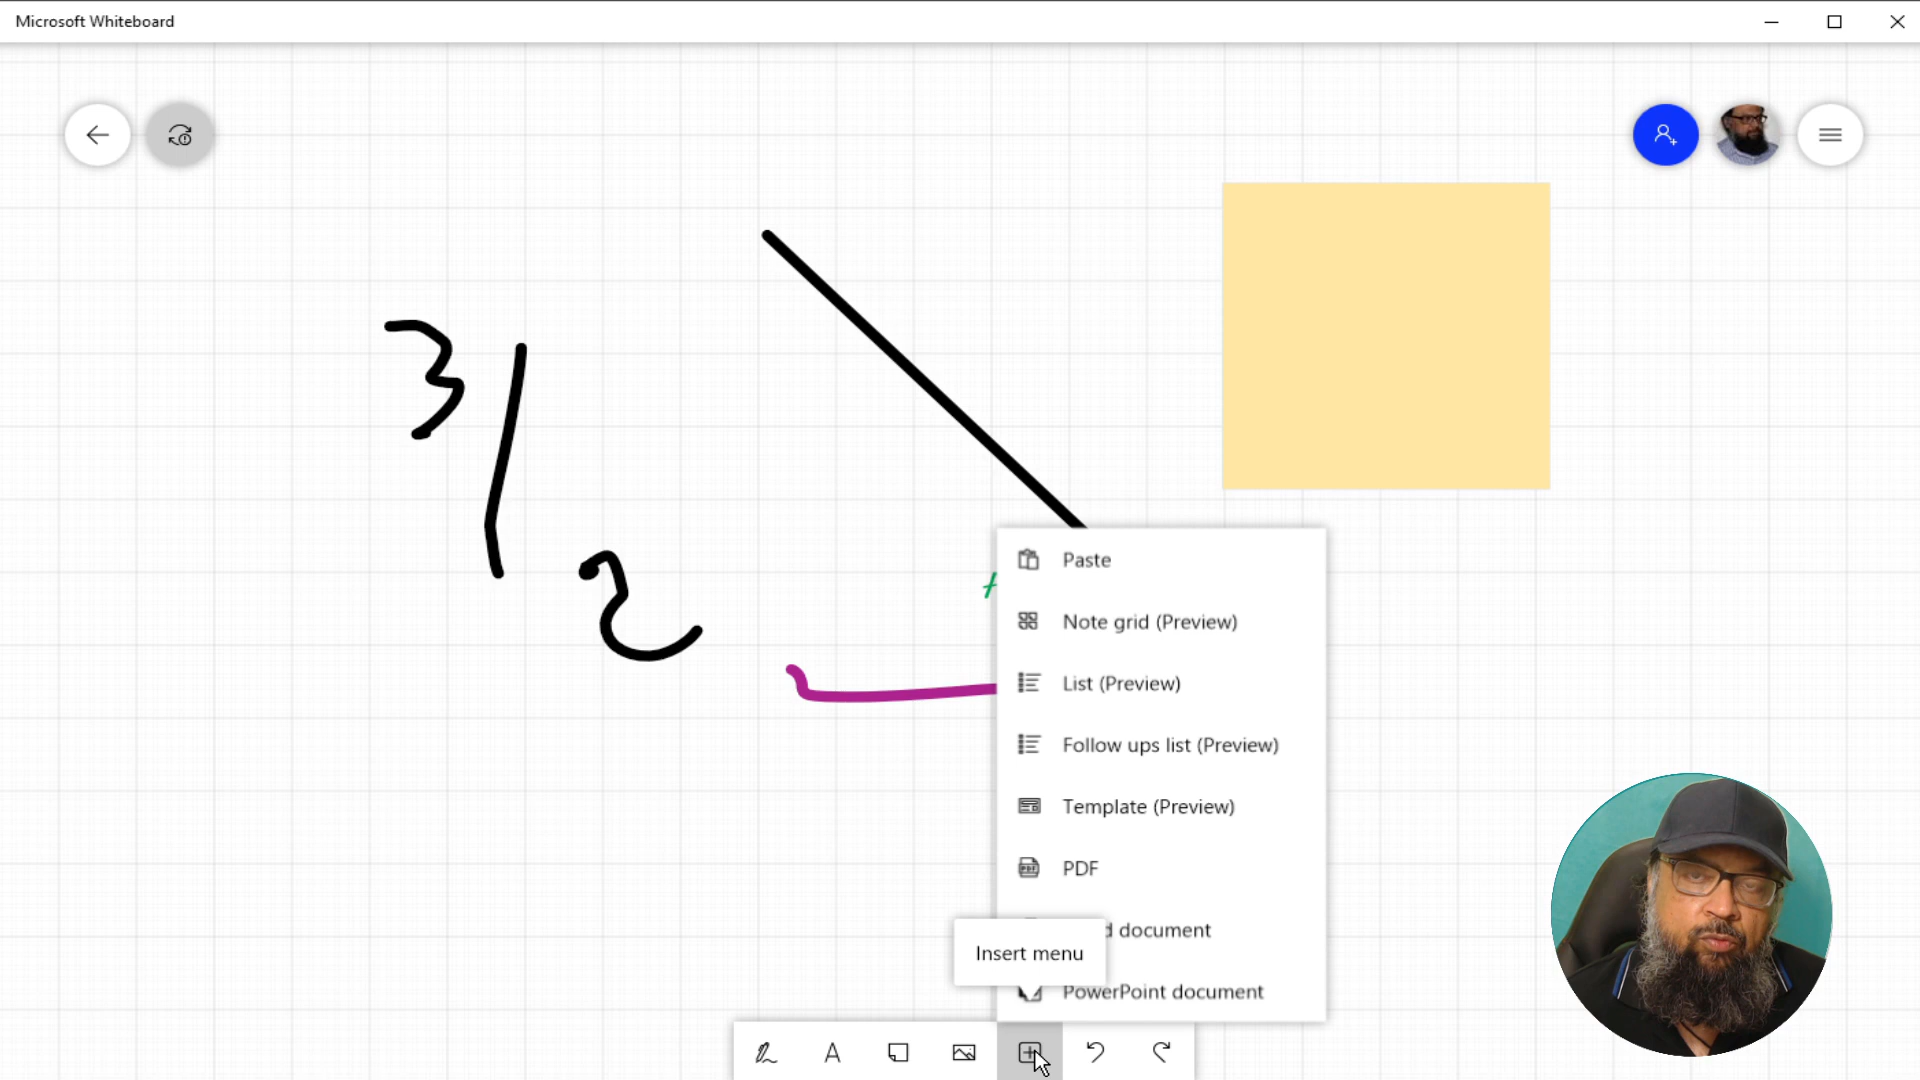 Microsoft Whiteboard
3/2
Paste
Note grid (Preview)
List (Preview)
Follow ups list (Preview)
Template (Preview)
PDF
d document
Insert menu
PowerPoint document